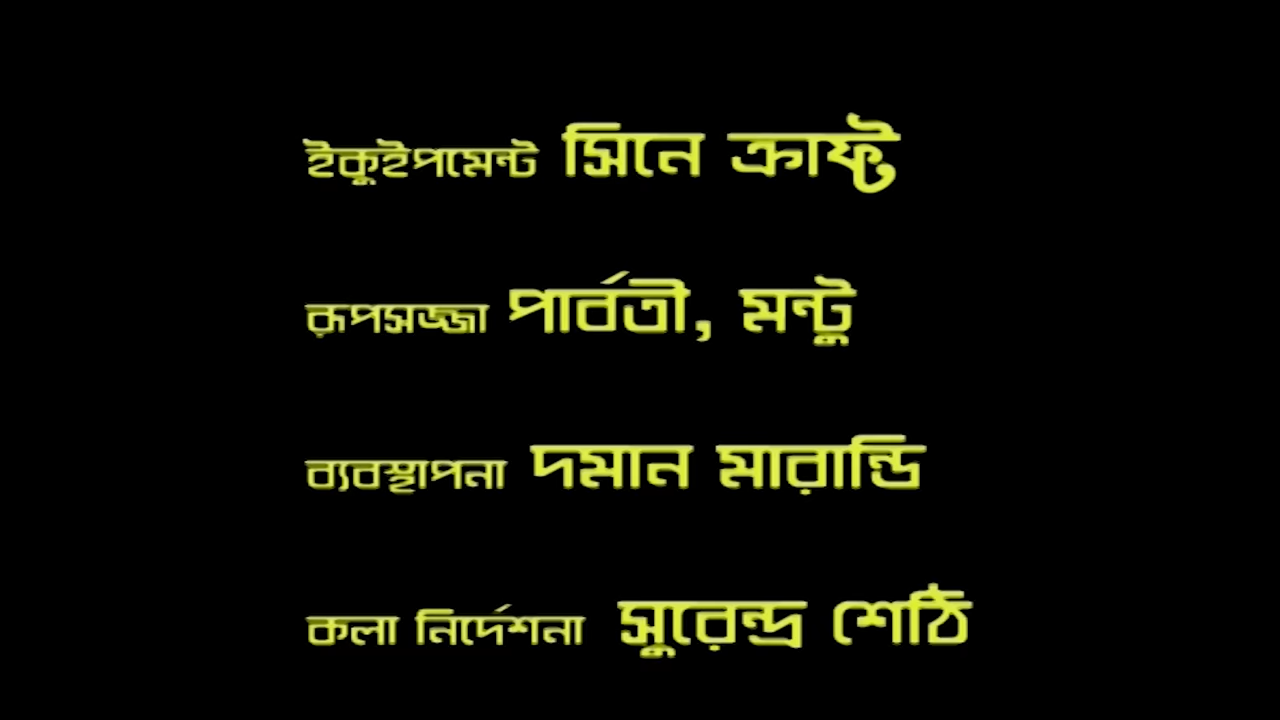 ইকুইপমেন্ট সিনে ক্রাফ্ট
রূপসজ্জা পার্বতী, মন্টু
ব্যবস্থাপনা দমান মারান্ডি
কলা নির্দেশনা সুরেন্দ্র শেঠি